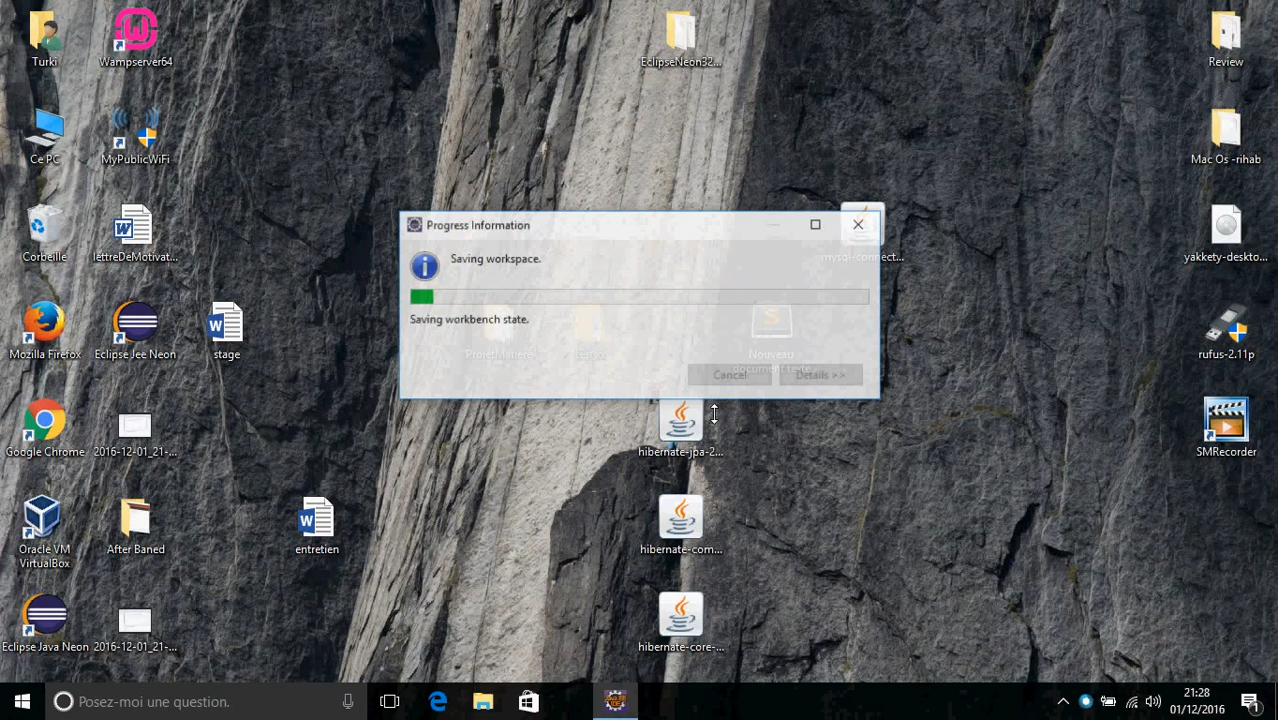 Turki
Wampserver64
EclipseNeon32...
Review
Ce PC
MyPublicWiFi
Mac Os -rihab
Progress Information
Saving workspace.
Saving workbench state.
Cancel
Details >>
Corbeille
lettreDeMotivat...
mysql-connect...
yakkety-deskto...
Mozilla Firefox
Eclipse Jee Neon
stage
ProjetMatiere
Nouveau
document texte
rufus-2.11p
Google Chrome
2016-12-01_21-...
hibernate-jpa-2...
SMRecorder
Oracle VM
VirtualBox
After Baned
entretien
hibernate-com...
Eclipse Java Neon
2016-12-01_21-...
hibernate-core-...
Posez-moi une question.
21:28
01/12/2016